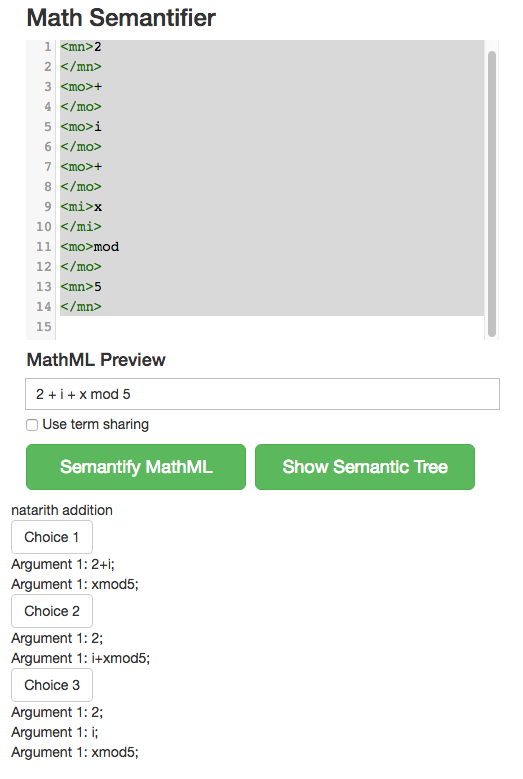 Math Semantifier
1 <mn>2
2 </mn>
3 <mo>+
4 </mo>
5 <mo>i
6 </mo>
7 <mo>+
8 </mo>
9 <mi>x
10 </mi>
11 <mo>mod
12 </mo>
13 <mn>5
14 </mn>
15
MathML Preview
2 + i + x mod 5
Use term sharing
Semantify MathML Show Semantic Tree
natarith addition
Choice 1
Argument 1: 2+i;
Argument 1: xmod5;
Choice 2
Argument 1: 2;
Argument 1: i+xmod5;
Choice 3
Argument 1: 2;
Argument 1: i;
Argument 1: xmod5;